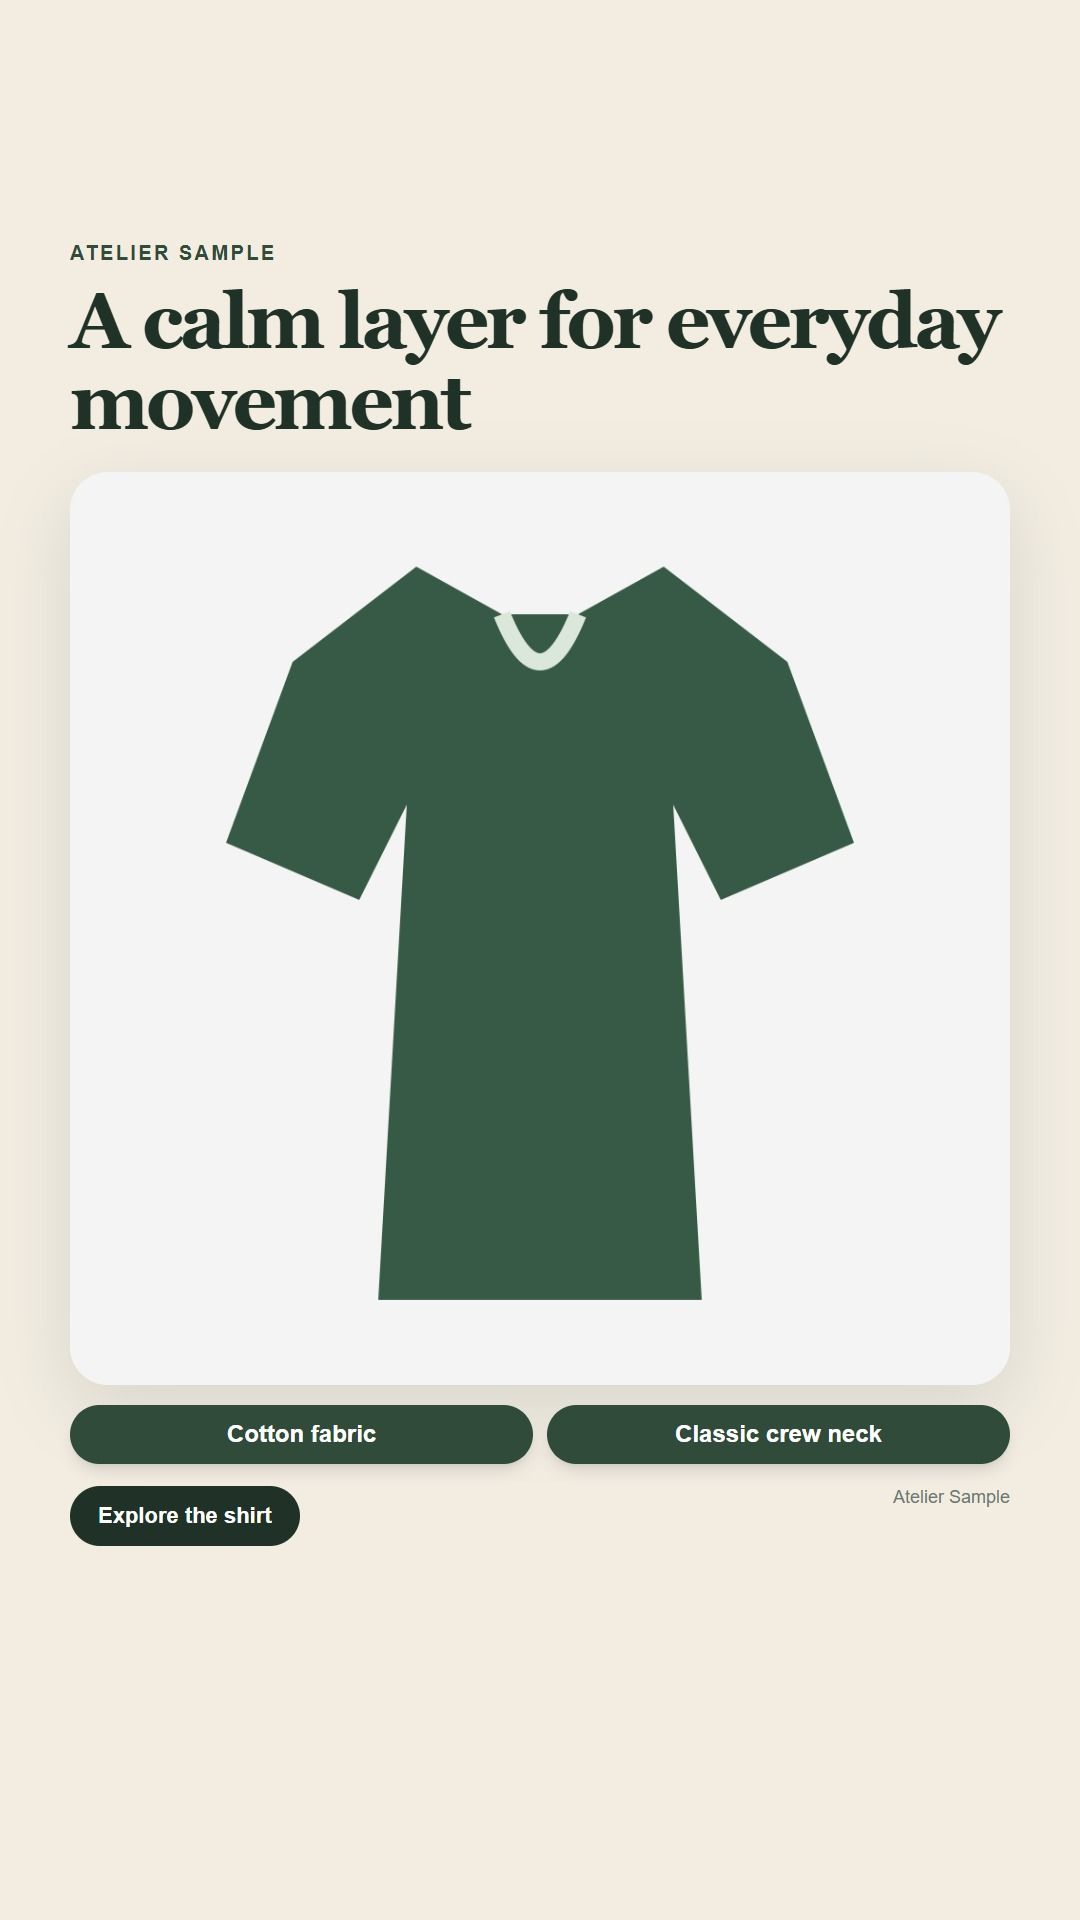 ATELIER SAMPLE
A calm layer for everyday
movement
Cotton fabric
Classic crew neck
Explore the shirt
Atelier Sample